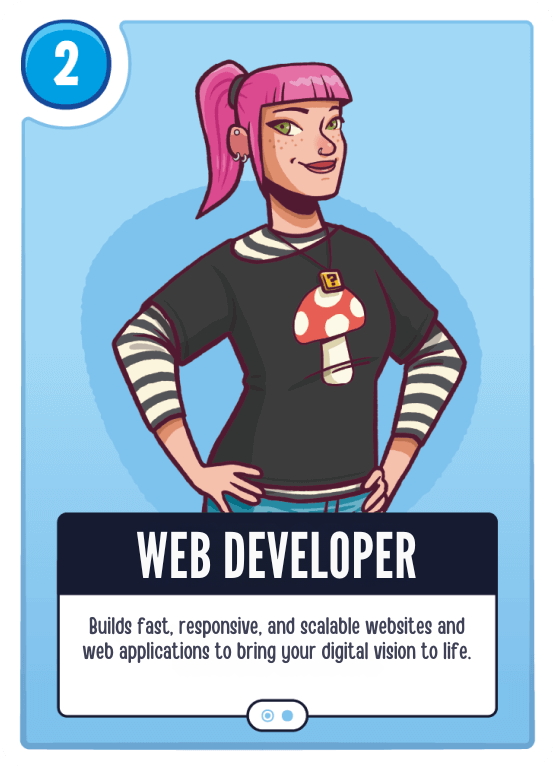 2
?
WEB DEVELOPER
Builds fast, responsive, and scalable websites and
web applications to bring your digital vision to life.